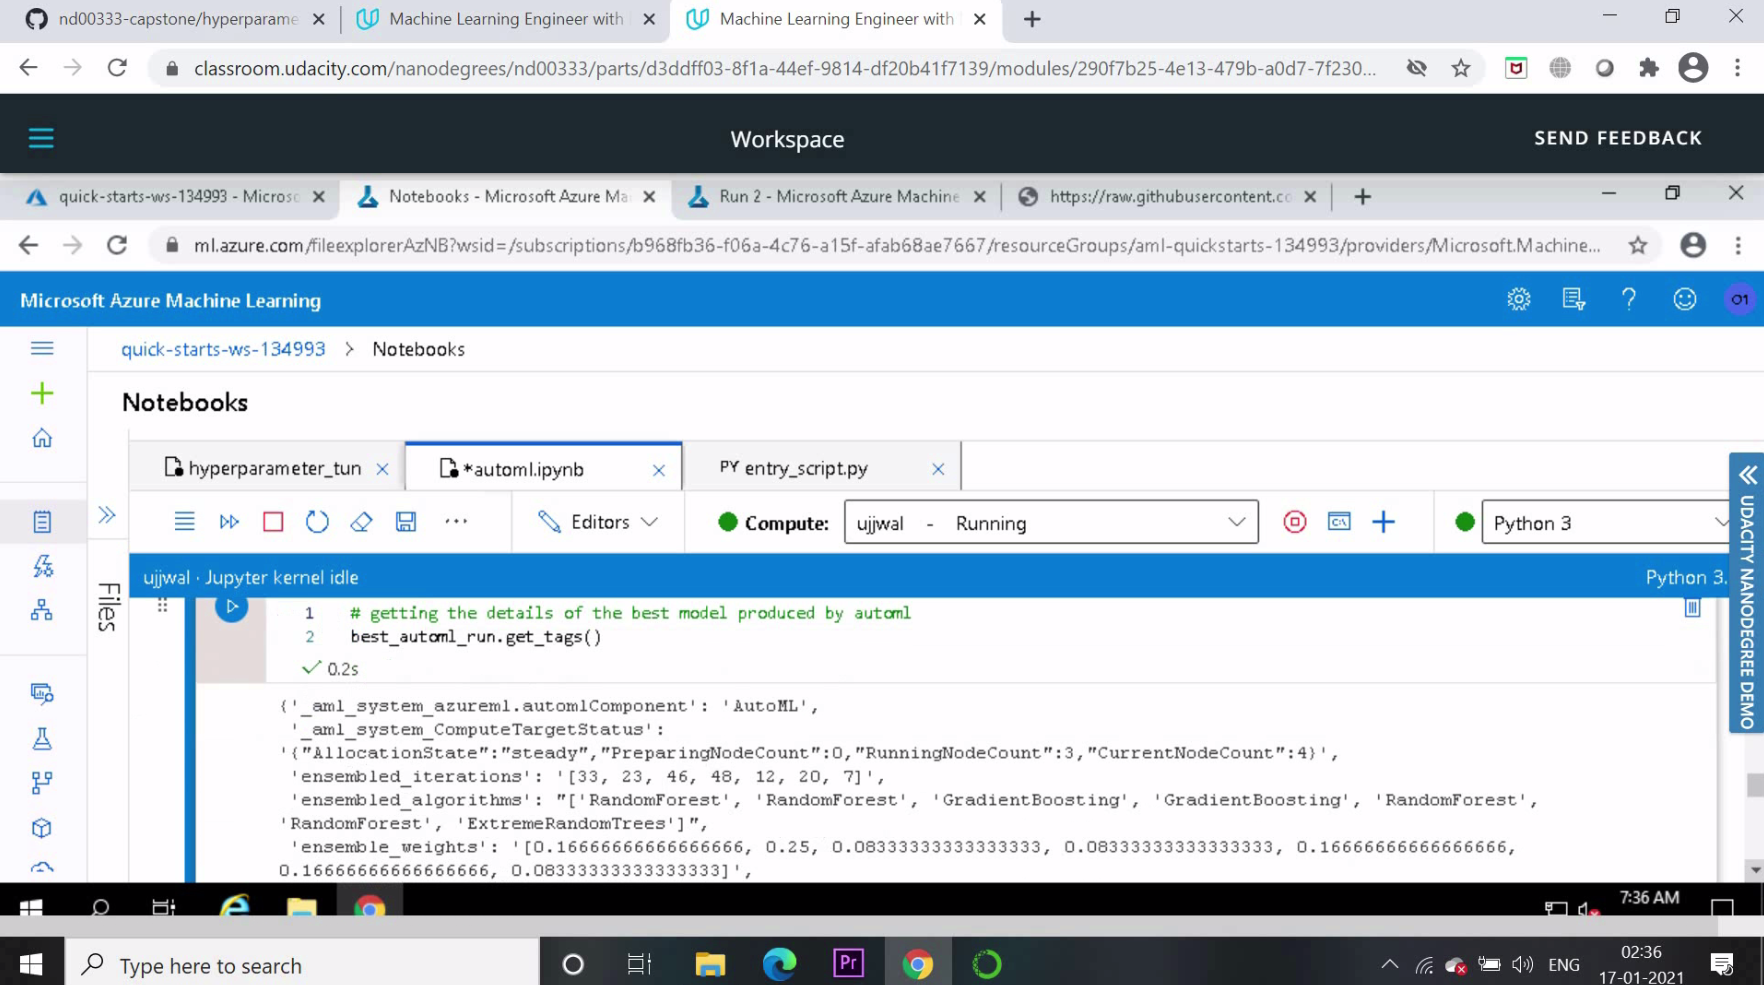 nd00333-capstone/hyperparame
Machine Learning Engineer with
Machine Learning Engineer with
classroom.udacity.com/nanodegrees/nd00333/parts/d3ddff03-8f1a-44ef-9814-df20b41f7139/modules/290f7b25-4e13-479b-a0d7-7f230...
Workspace
SEND FEEDBACK
quick-starts-ws-134993 - Microso
Notebooks - Microsoft Azure Ma
Run 2 - Microsoft Azure Machine
https://raw.githubusercontent.co
ml.azure.com/fileexplorerAzNB?wsid=/subscriptions/b968fb36-f06a-4c76-a15f-afab68ae7667/resourceGroups/aml-quickstarts-134993/providers/Microsoft.Machine...
Microsoft Azure Machine Learning
O1
quick-starts-ws-134993 > Notebooks
Notebooks
hyperparameter_tun
*automl.ipynb
PY entry_script.py
Editors
Compute:
ujjwal - Running
Python 3
ujjwal · Jupyter kernel idle
Python 3.
Files
UDACITY NANODEGREE DEMO
1 # getting the details of the best model produced by automl
2 best_automl_run.get_tags()
0.2s
{'_aml_system_azureml.automlComponent': 'AutoML',
'_aml_system_ComputeTargetStatus':
'{"AllocationState":"steady","PreparingNodeCount":0,"RunningNodeCount":3,"CurrentNodeCount":4}',
'ensembled_iterations': '[33, 23, 46, 48, 12, 20, 7]',
'ensembled_algorithms': "['RandomForest', 'RandomForest', 'GradientBoosting', 'GradientBoosting', 'RandomForest',
'RandomForest', 'ExtremeRandomTrees']",
'ensemble_weights': '[0.16666666666666666, 0.25, 0.08333333333333333, 0.08333333333333333, 0.16666666666666666,
0.16666666666666666, 0.08333333333333333]',
7:36 AM
Type here to search
Pr
ENG
02:36
17-01-2021